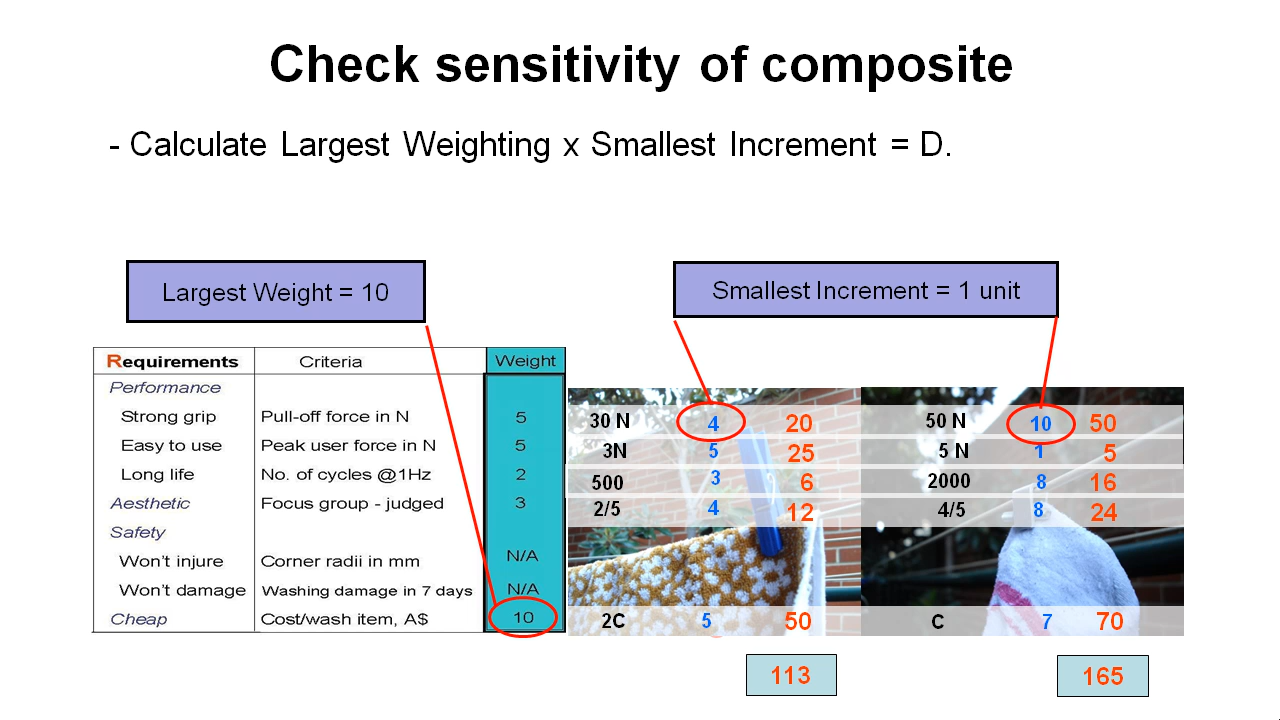 Check sensitivity of composite
- Calculate Largest Weighting x Smallest Increment = D.
Largest Weight = 10
Smallest Increment = 1 unit
Requirements Criteria Weight
Performance
Strong grip Pull-off force in N 5 30 N 4 20 50 N 10 50
Easy to use Peak user force in N 5 3N 5 25 5 N 1 5
Long life No. of cycles @1Hz 2 500 3 6 2000 8 16
Aesthetic Focus group - judged 3 2/5 4 12 4/5 8 24
Safety
Won't injure Corner radii in mm N/A
Won't damage Washing damage in 7 days N/A
Cheap Cost/wash item, A$ 10 2C 5 50 C 7 70
113 165